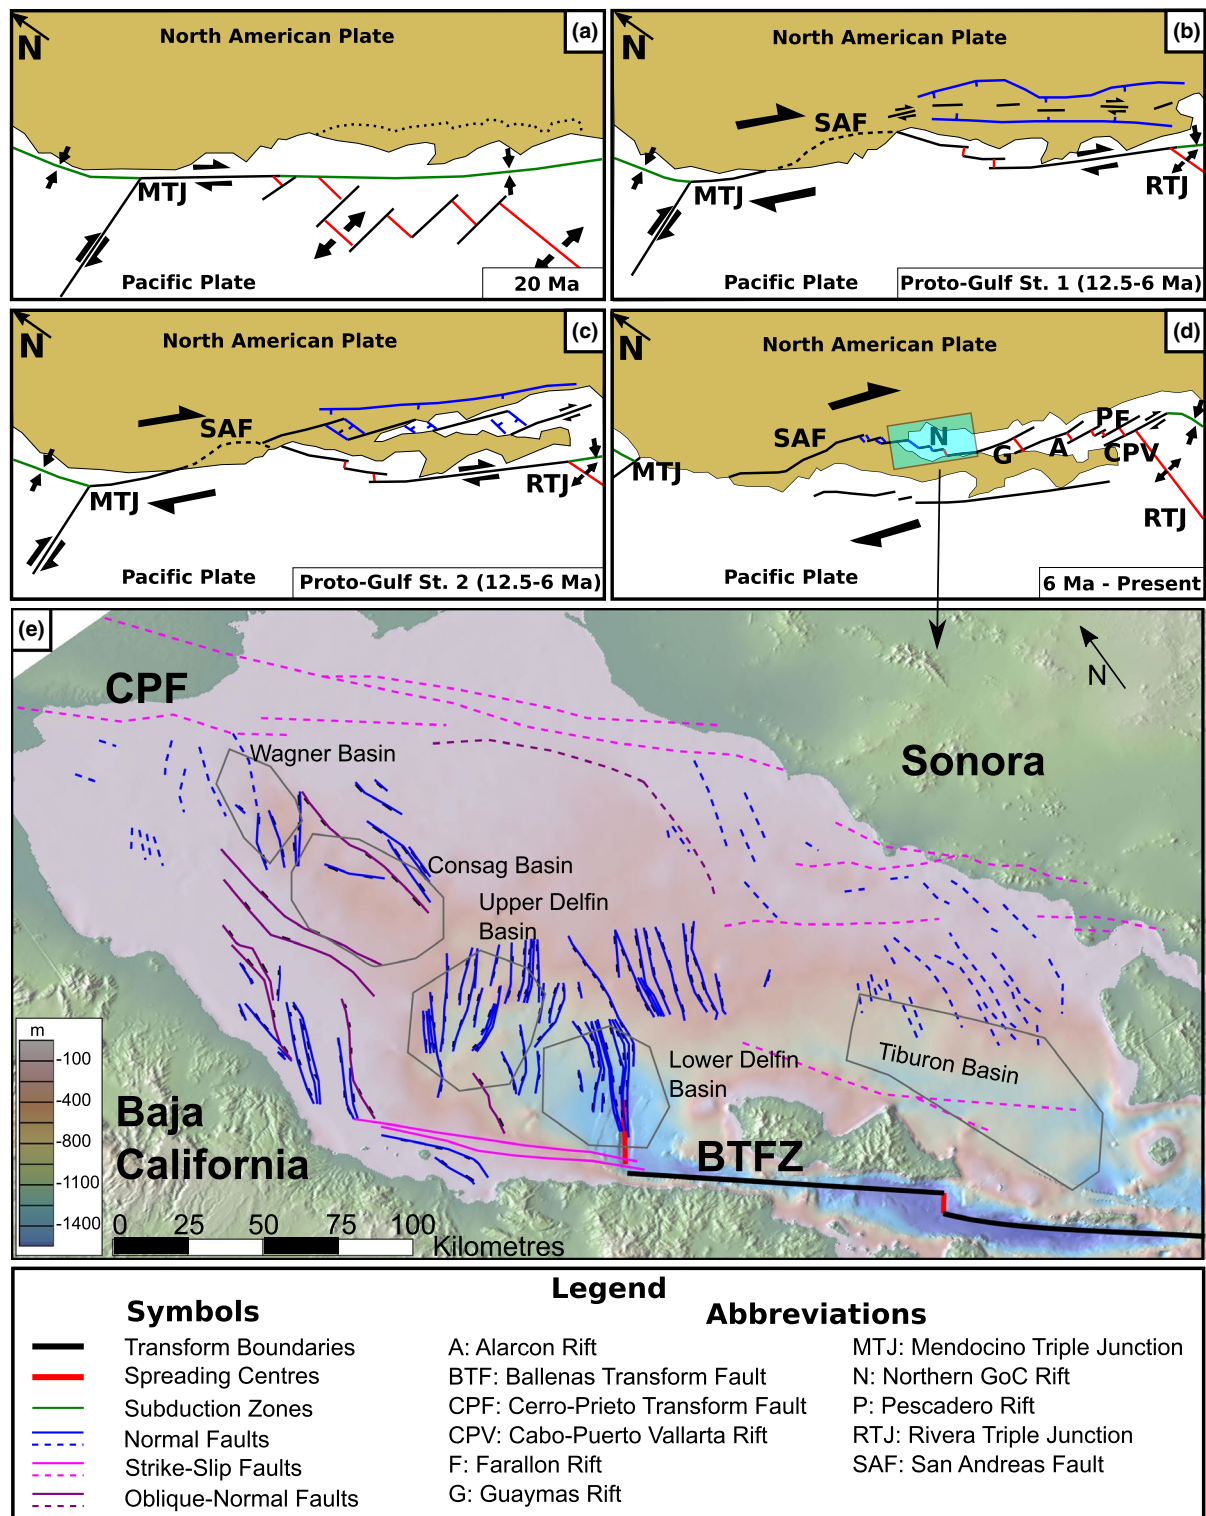 (a)
N
North American Plate
MTJ
Pacific Plate
20 Ma
(b)
N
North American Plate
SAF
MTJ
RTJ
Pacific Plate
Proto-Gulf St. 1 (12.5-6 Ma)
(c)
N
North American Plate
SAF
MTJ
RTJ
Pacific Plate
Proto-Gulf St. 2 (12.5-6 Ma)
(d)
N
North American Plate
SAF
N
P F
G
A
CPV
MTJ
RTJ
Pacific Plate
6 Ma - Present
(e)
N
CPF
Wagner Basin
Sonora
Consag Basin
Upper Delfin
Basin
Lower Delfin
Basin
Tiburon Basin
m
-100
-400
-800
-1100
-1400
Baja
California
BTFZ
0 25 50 75 100
Kilometres
Legend
Symbols
Transform Boundaries
Spreading Centres
Subduction Zones
Normal Faults
Strike-Slip Faults
Oblique-Normal Faults
Abbreviations
A: Alarcon Rift
BTF: Ballenas Transform Fault
CPF: Cerro-Prieto Transform Fault
CPV: Cabo-Puerto Vallarta Rift
F: Farallon Rift
G: Guaymas Rift
MTJ: Mendocino Triple Junction
N: Northern GoC Rift
P: Pescadero Rift
RTJ: Rivera Triple Junction
SAF: San Andreas Fault